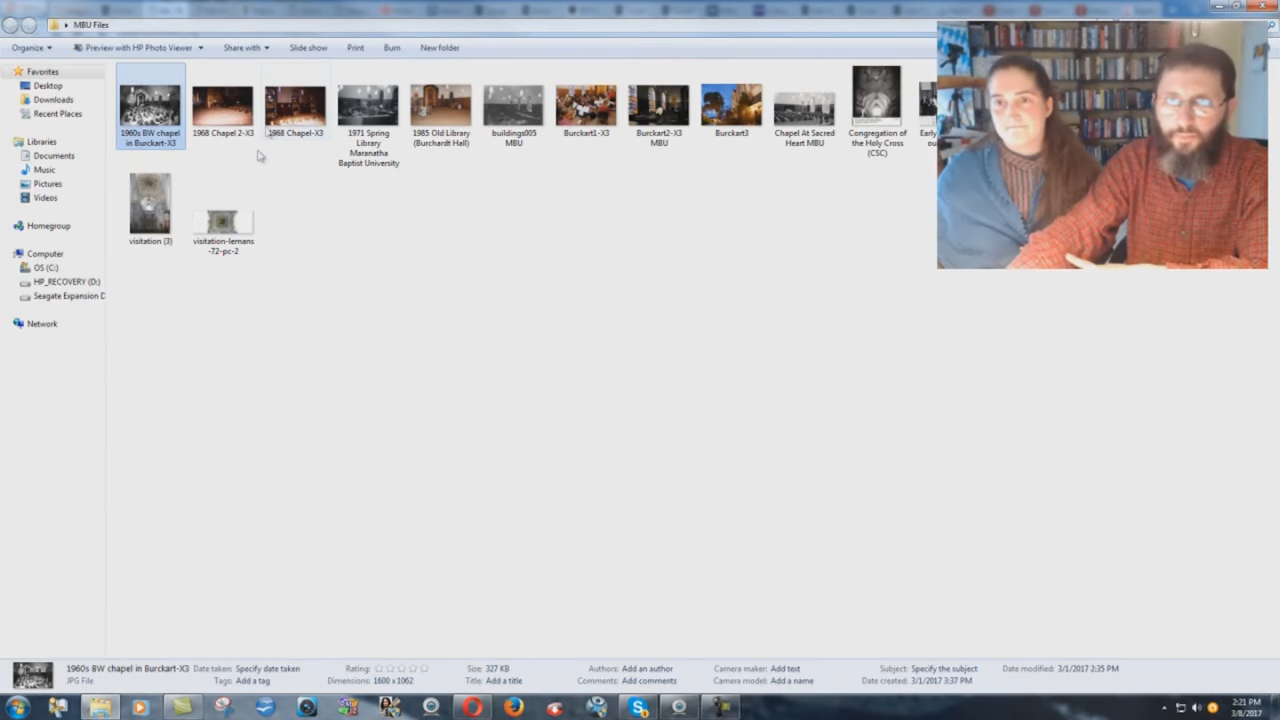 MBU Files
Organize
Preview with HP Photo Viewer
Share with
Slide show
Print
Burn
New folder
Favorites
Desktop
Downloads
Recent Places
Libraries
Documents
Music
Pictures
Videos
Homegroup
Computer
OS (C:)
HP_RECOVERY (D:)
Seagate Expansion D
Network
1960s BW chapel
in Burckart-X3
1968 Chapel 2-X3
1968 Chapel-X3
1971 Spring
Library
Maranatha
Baptist University
1985 Old Library
(Burchardt Hall)
buildings005
MBU
Burckart1-X3
Burckart2-X3
MBU
Burckart3
Chapel At Sacred
Heart MBU
Congregation of
the Holy Cross
(CSC)
Early
visitation (3)
visitation-lemans
-72-pc-2
1960s BW chapel in Burckart-X3 Date taken: Specify date taken Rating: Size: 327 KB Authors: Add an author Camera maker: Add text Subject: Specify the subject Date modified: 3/1/2017 2:35 PM
JPG File Tags: Add a tag Dimensions: 1600 x 1062 Title: Add a title Comments: Add comments Camera model: Add a name Date created: 3/1/2017 3:37 PM
2:21 PM
3/8/2017